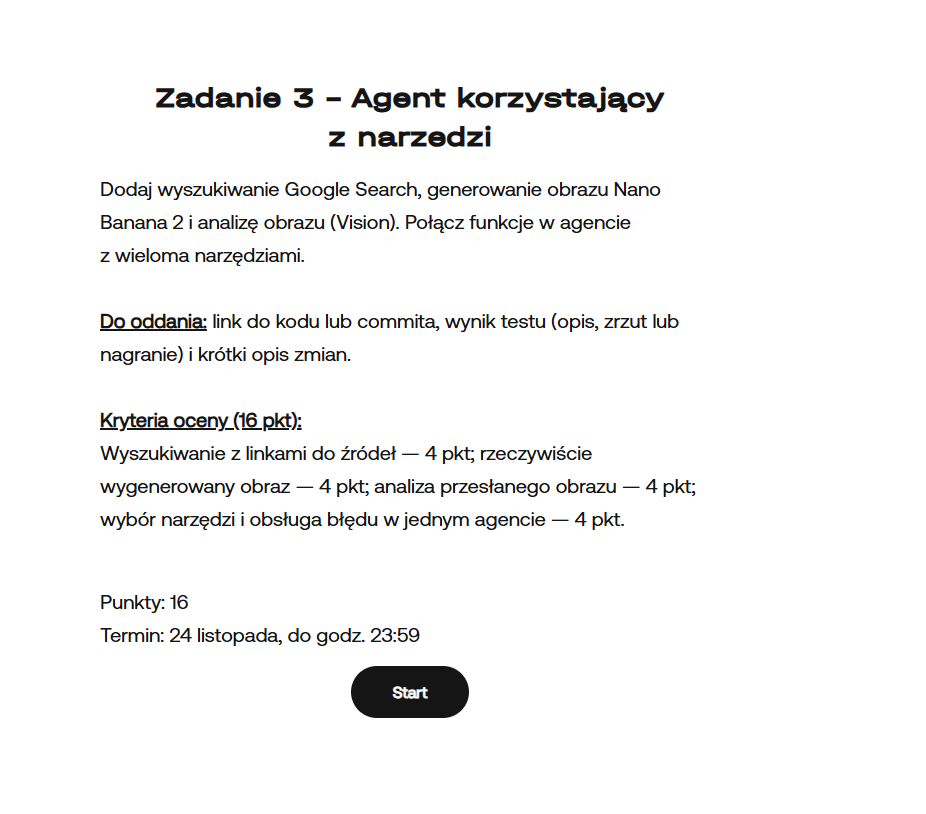 Zadanie 3 – Agent korzystający
z narzedzi
Dodaj wyszukiwanie Google Search, generowanie obrazu Nano
Banana 2 i analizę obrazu (Vision). Połącz funkcje w agencie
z wieloma narzędziami.
Do oddania: link do kodu lub commita, wynik testu (opis, zrzut lub
nagranie) i krótki opis zmian.
Kryteria oceny (16 pkt):
Wyszukiwanie z linkami do źródeł — 4 pkt; rzeczywiście
wygenerowany obraz — 4 pkt; analiza przesłanego obrazu — 4 pkt;
wybór narzędzi i obsługa błędu w jednym agencie — 4 pkt.
Punkty: 16
Termin: 24 listopada, do godz. 23:59
Start